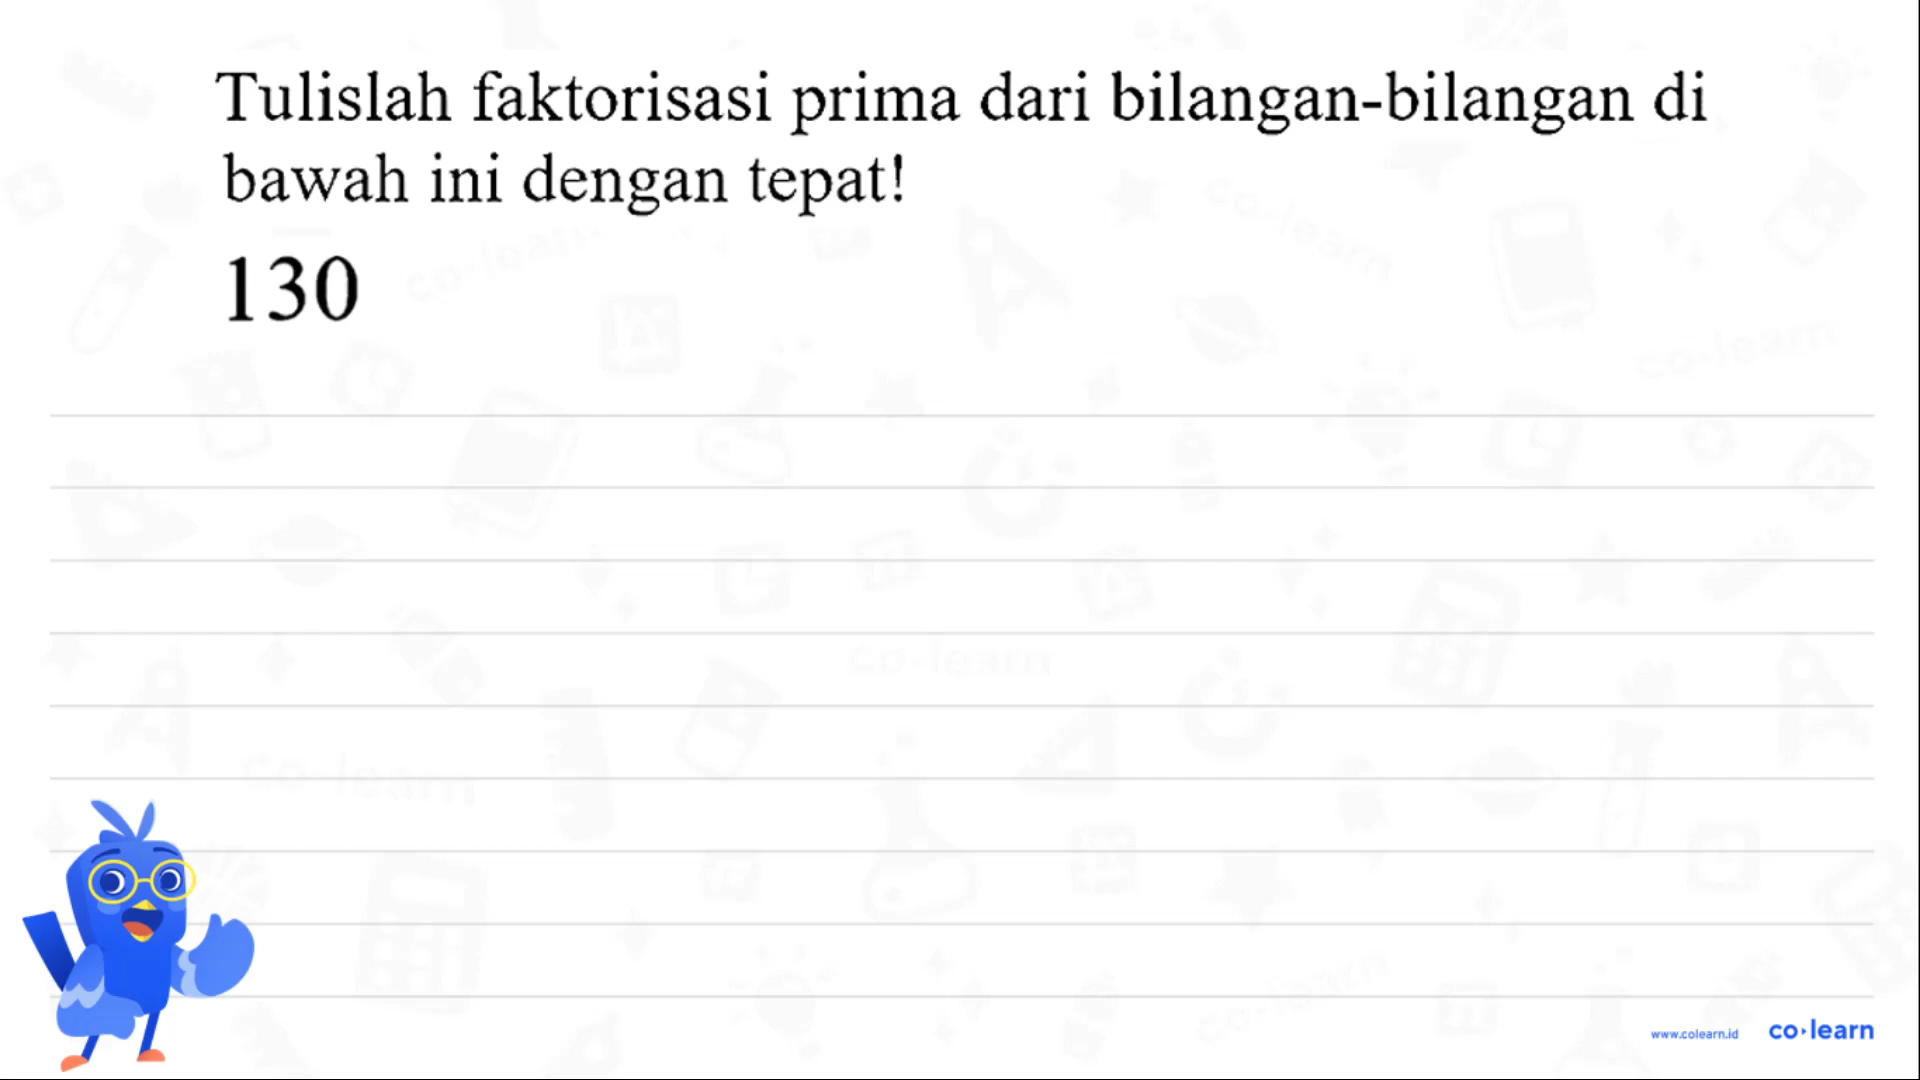 Tulislah faktorisasi prima dari bilangan-bilangan di
bawah ini dengan tepat!
130
www.colearn.id co·learn